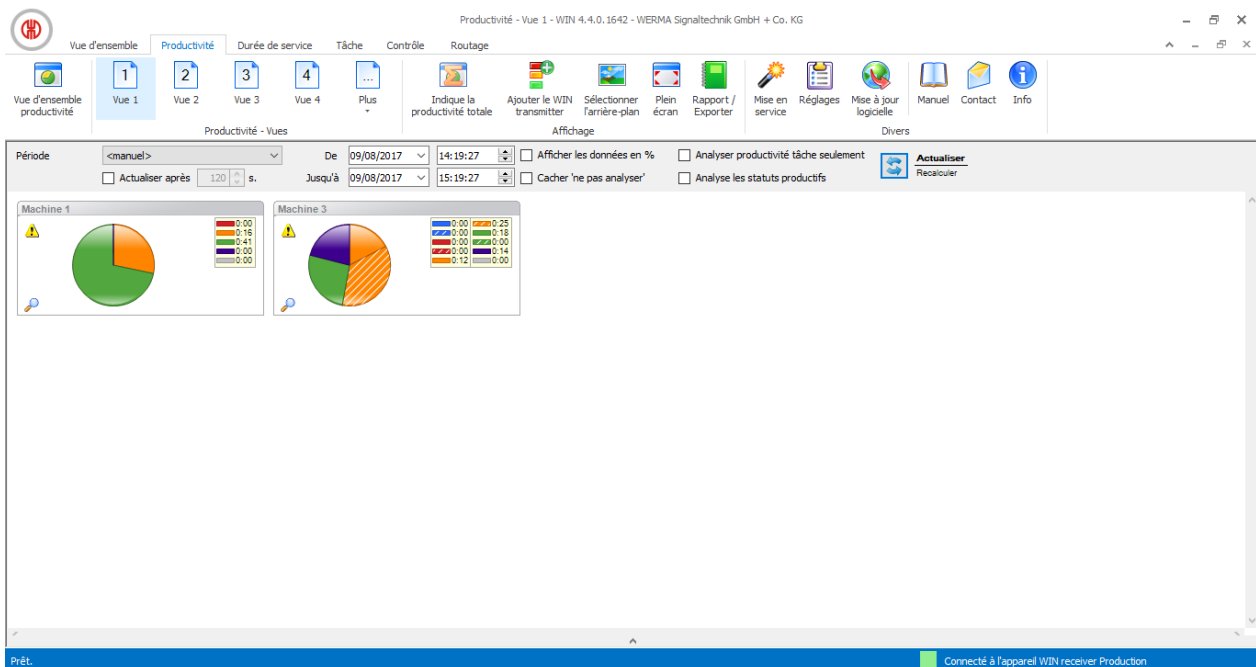 Productivité - Vue 1 - WIN 4.4.0.1642 - WERMA Signaltechnik GmbH + Co. KG
Vue d'ensemble Productivité Durée de service Tâche Contrôle Routage
1 2 3 4 ...
Vue d'ensemble productivité
Vue 1
Vue 2
Vue 3
Vue 4
Plus
Indique la productivité totale
Ajouter le WIN transmitter
Sélectionner l'arrière-plan
Plein écran
Rapport / Exporter
Mise en service
Réglages
Mise à jour logicielle
Manuel
Contact
Info
Productivité - Vues
Affichage
Divers
Période <manuel> De 09/08/2017 14:19:27 Afficher les données en % Analyser productivité tâche seulement Actualiser
Recalculer
Actualiser après 120 s. Jusqu'à 09/08/2017 15:19:27 Cacher 'ne pas analyser' Analyse les statuts productifs
Machine 1
0:00
0:16
0:41
0:00
0:00
Machine 3
0:00 0:25
0:00 0:18
0:00 0:00
0:00 0:14
0:12 0:00
Prêt. Connecté à l'appareil WIN receiver Production